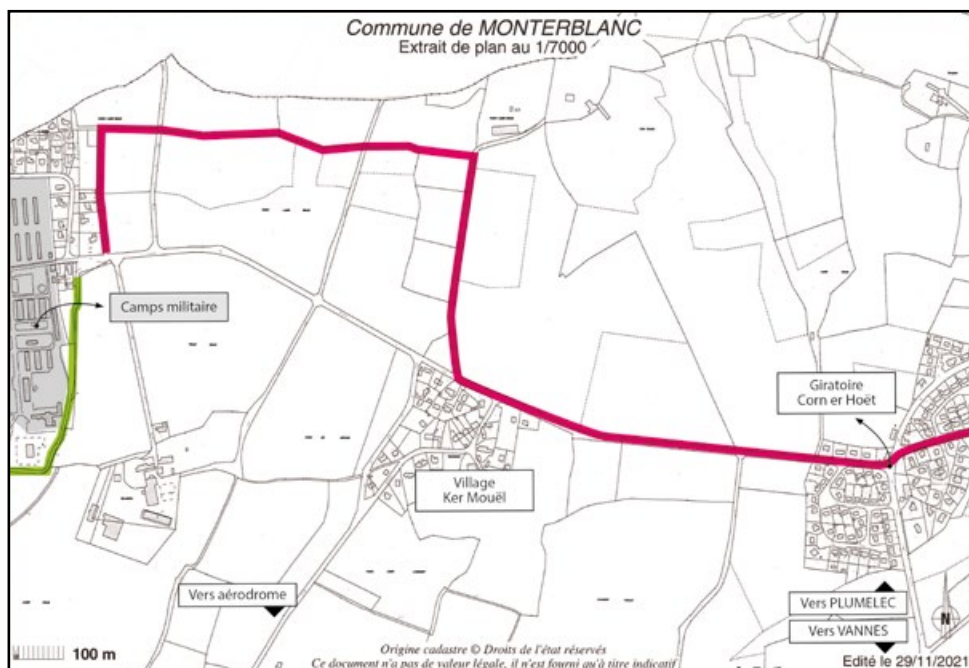 Commune de MONTERBLANC
Extrait de plan au 1/7000
Camps militaire
Giratoire
Corn er Hoët
Village
Ker Mouël
Vers aérodrome
Vers PLUMELEC
Vers VANNES
N
100 m
Origine cadastre © Droits de l'état réservés
Ce document n'a pas de valeur légale, il n'est fourni qu'à titre indicatif
Edité le 29/11/2021